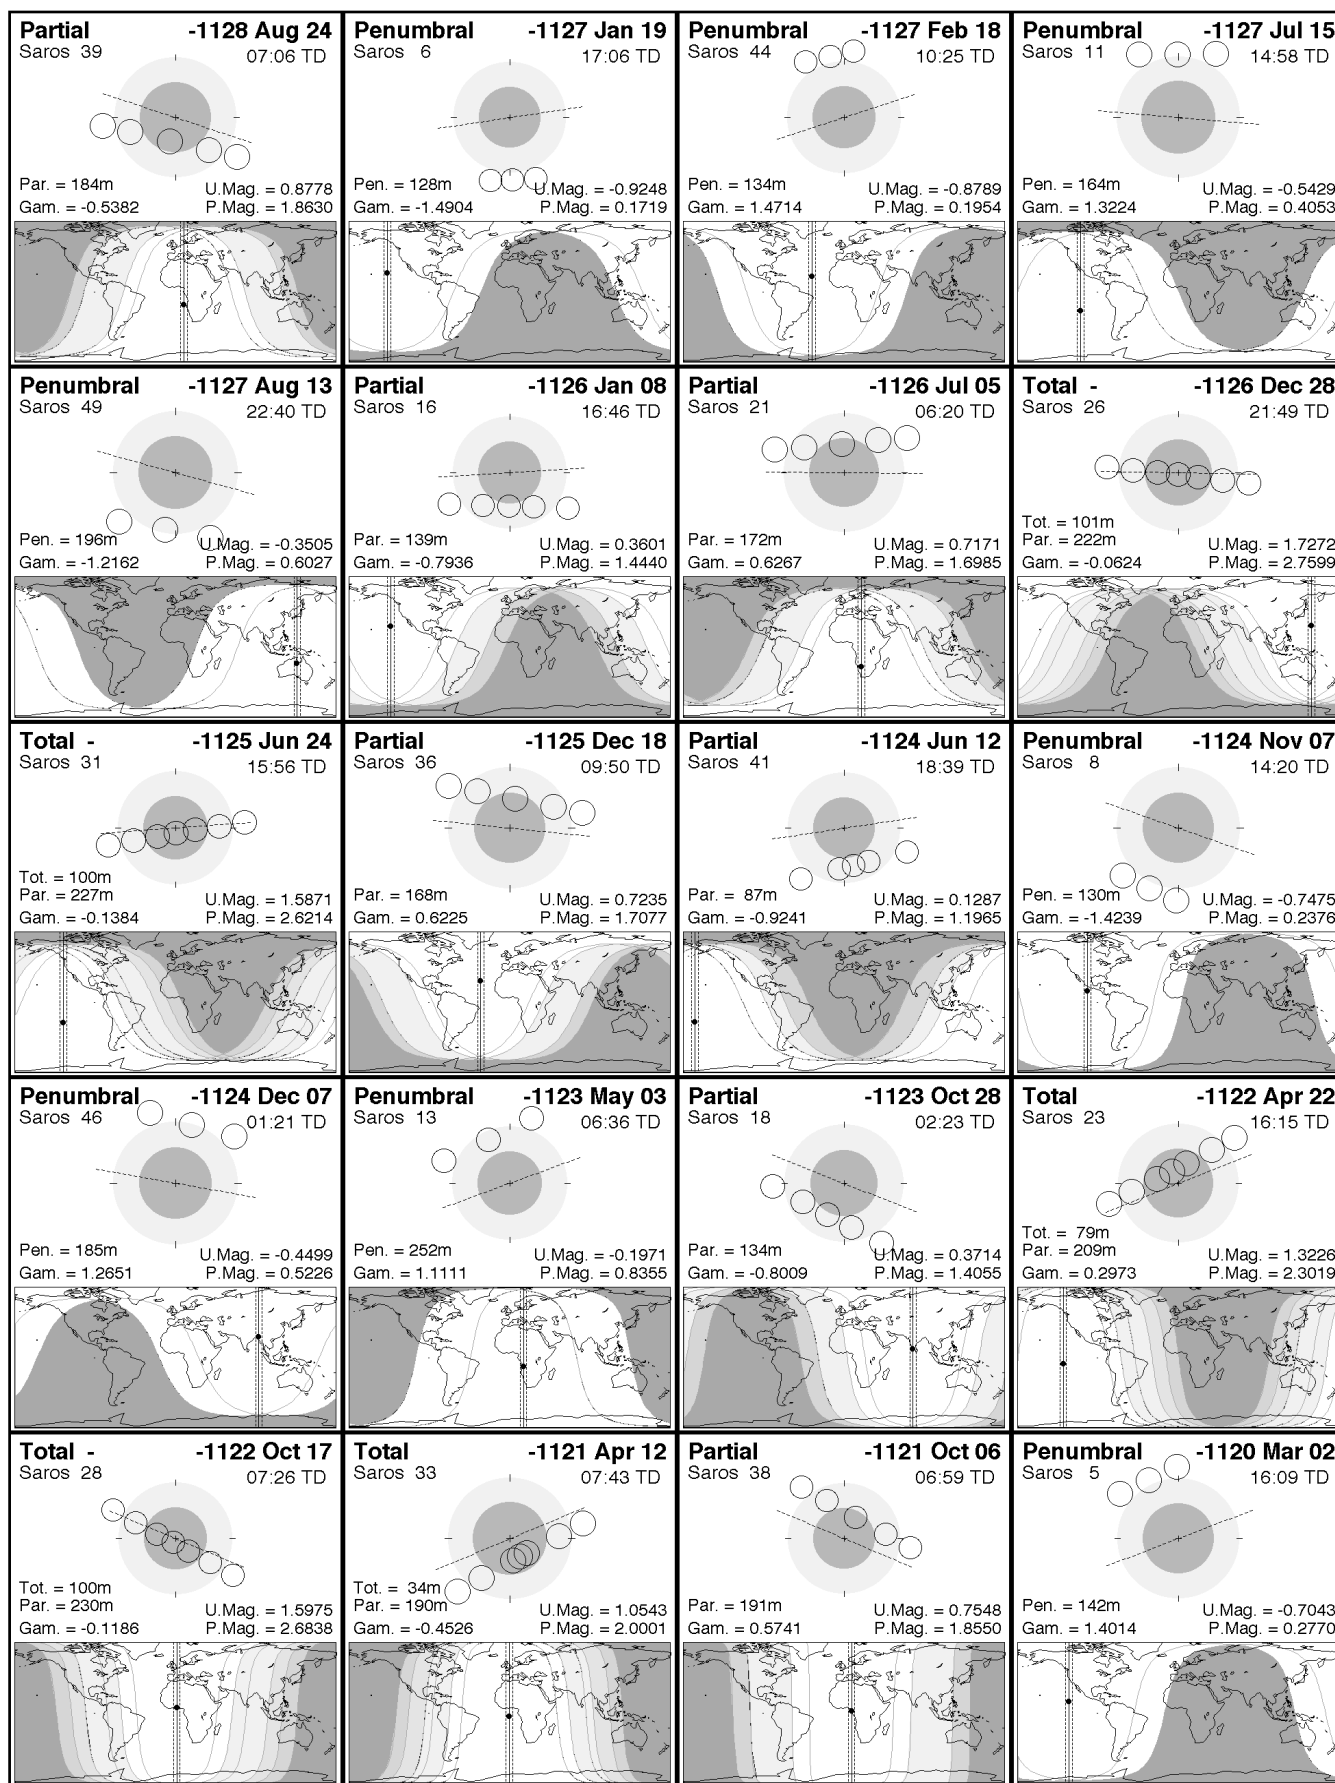 Partial -1128 Aug 24
Saros 39 07:06 TD
Par. = 184m U.Mag. = 0.8778
Gam. = -0.5382 P.Mag. = 1.8630
Penumbral -1127 Jan 19
Saros 6 17:06 TD
Pen. = 128m U.Mag. = -0.9248
Gam. = -1.4904 P.Mag. = 0.1719
Penumbral -1127 Feb 18
Saros 44 10:25 TD
Pen. = 134m U.Mag. = -0.8789
Gam. = 1.4714 P.Mag. = 0.1954
Penumbral -1127 Jul 15
Saros 11 14:58 TD
Pen. = 164m U.Mag. = -0.5429
Gam. = 1.3224 P.Mag. = 0.4053
Penumbral -1127 Aug 13
Saros 49 22:40 TD
Pen. = 196m U.Mag. = -0.3505
Gam. = -1.2162 P.Mag. = 0.6027
Partial -1126 Jan 08
Saros 16 16:46 TD
Par. = 139m U.Mag. = 0.3601
Gam. = -0.7936 P.Mag. = 1.4440
Partial -1126 Jul 05
Saros 21 06:20 TD
Par. = 172m U.Mag. = 0.7171
Gam. = 0.6267 P.Mag. = 1.6985
Total - -1126 Dec 28
Saros 26 21:49 TD
Tot. = 101m
Par. = 222m U.Mag. = 1.7272
Gam. = -0.0624 P.Mag. = 2.7599
Total - -1125 Jun 24
Saros 31 15:56 TD
Tot. = 100m
Par. = 227m U.Mag. = 1.5871
Gam. = -0.1384 P.Mag. = 2.6214
Partial -1125 Dec 18
Saros 36 09:50 TD
Par. = 168m U.Mag. = 0.7235
Gam. = 0.6225 P.Mag. = 1.7077
Partial -1124 Jun 12
Saros 41 18:39 TD
Par. = 87m U.Mag. = 0.1287
Gam. = -0.9241 P.Mag. = 1.1965
Penumbral -1124 Nov 07
Saros 8 14:20 TD
Pen. = 130m U.Mag. = -0.7475
Gam. = -1.4239 P.Mag. = 0.2376
Penumbral -1124 Dec 07
Saros 46 01:21 TD
Pen. = 185m U.Mag. = -0.4499
Gam. = 1.2651 P.Mag. = 0.5226
Penumbral -1123 May 03
Saros 13 06:36 TD
Pen. = 252m U.Mag. = -0.1971
Gam. = 1.1111 P.Mag. = 0.8355
Partial -1123 Oct 28
Saros 18 02:23 TD
Par. = 134m U.Mag. = 0.3714
Gam. = -0.8009 P.Mag. = 1.4055
Total -1122 Apr 22
Saros 23 16:15 TD
Tot. = 79m
Par. = 209m U.Mag. = 1.3226
Gam. = 0.2973 P.Mag. = 2.3019
Total - -1122 Oct 17
Saros 28 07:26 TD
Tot. = 100m
Par. = 230m U.Mag. = 1.5975
Gam. = -0.1186 P.Mag. = 2.6838
Total -1121 Apr 12
Saros 33 07:43 TD
Tot. = 34m
Par. = 190m U.Mag. = 1.0543
Gam. = -0.4526 P.Mag. = 2.0001
Partial -1121 Oct 06
Saros 38 06:59 TD
Par. = 191m U.Mag. = 0.7548
Gam. = 0.5741 P.Mag. = 1.8550
Penumbral -1120 Mar 02
Saros 5 16:09 TD
Pen. = 142m U.Mag. = -0.7043
Gam. = 1.4014 P.Mag. = 0.2770